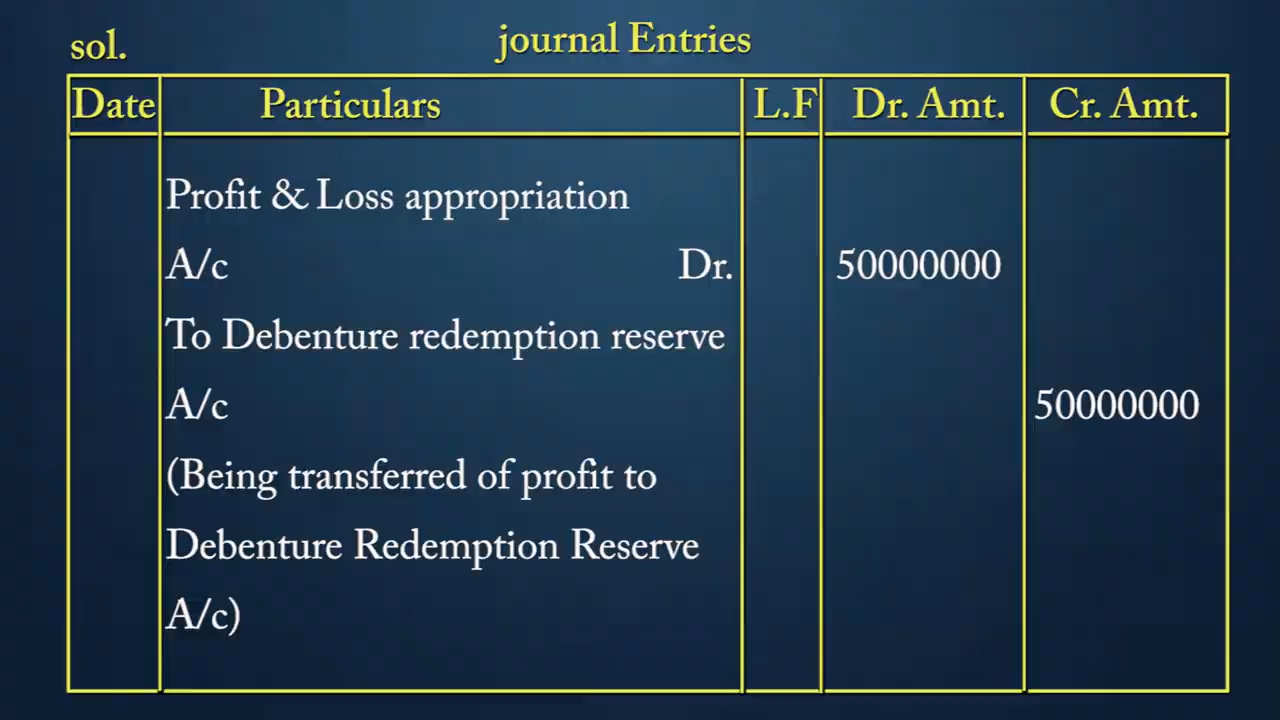 sol.
journal Entries
Date Particulars L.F Dr. Amt. Cr. Amt.
Profit & Loss appropriation
A/c Dr. 50000000
To Debenture redemption reserve
A/c 50000000
(Being transferred of profit to
Debenture Redemption Reserve
A/c)